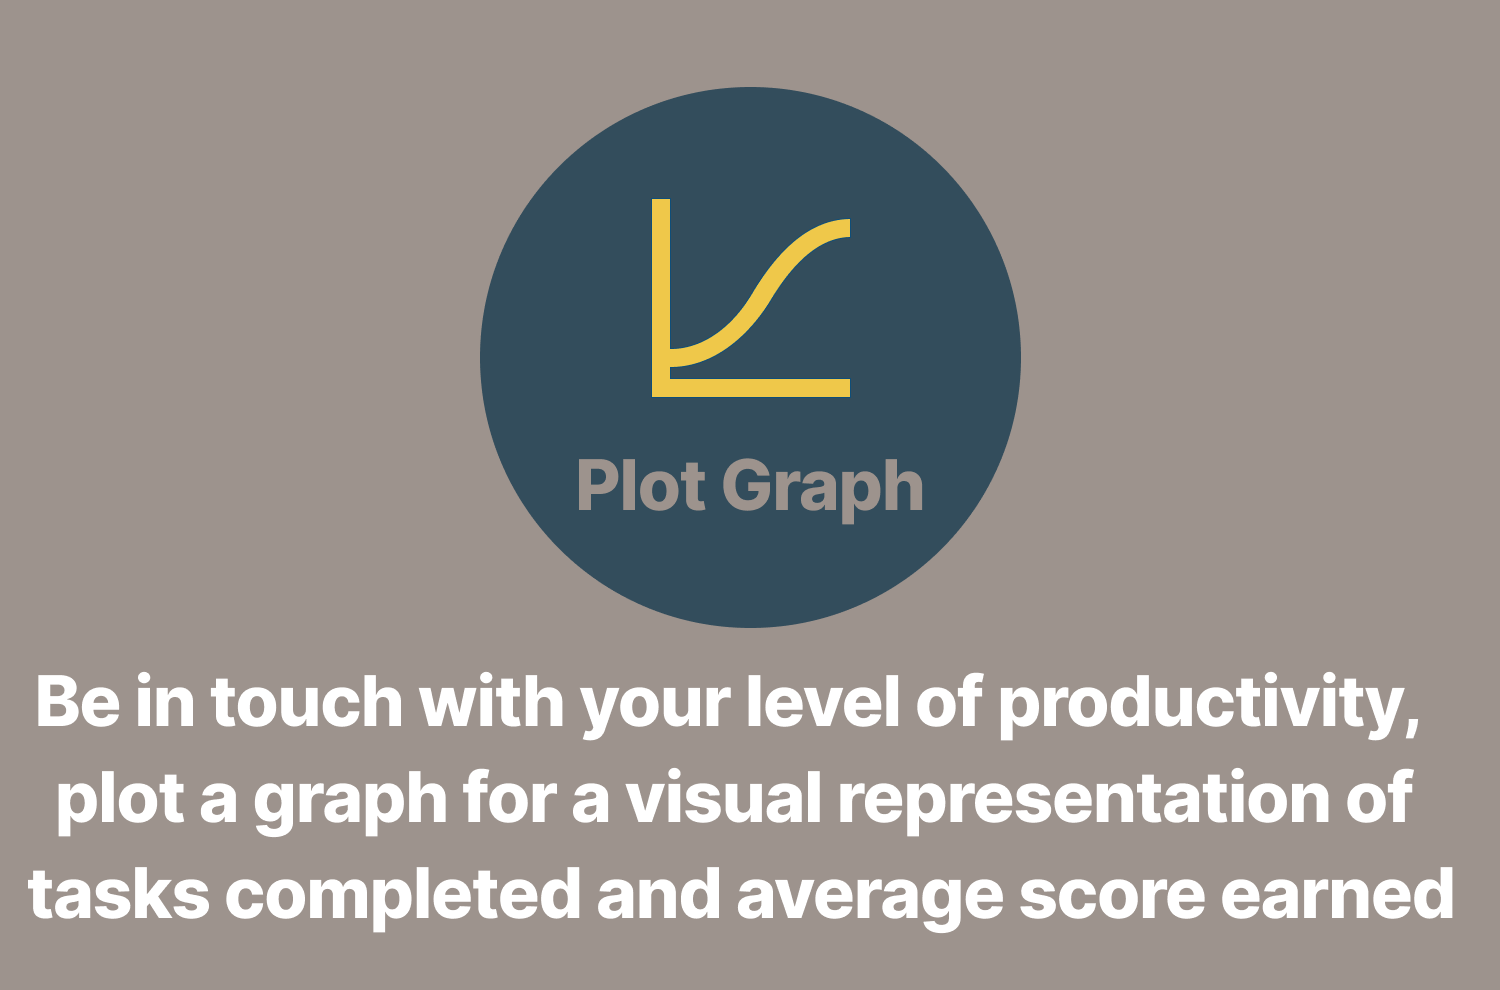 Plot Graph
Be in touch with your level of productivity,
plot a graph for a visual representation of
tasks completed and average score earned